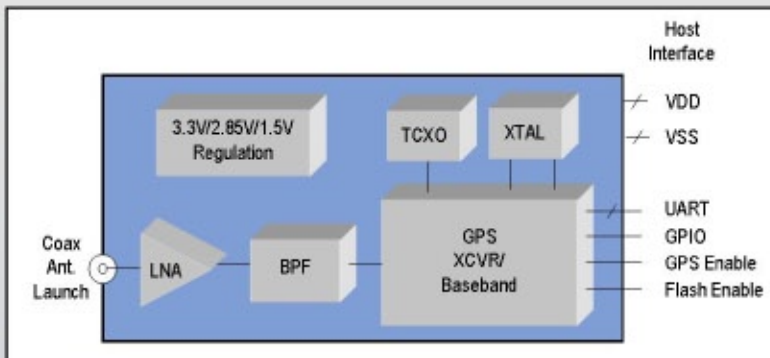 Host
Interface
3.3V/2.85V/1.5V
Regulation
TCXO
XTAL
VDD
VSS
Coax
Ant.
Launch
LNA
BPF
GPS
XCVR/
Baseband
UART
GPIO
GPS Enable
Flash Enable